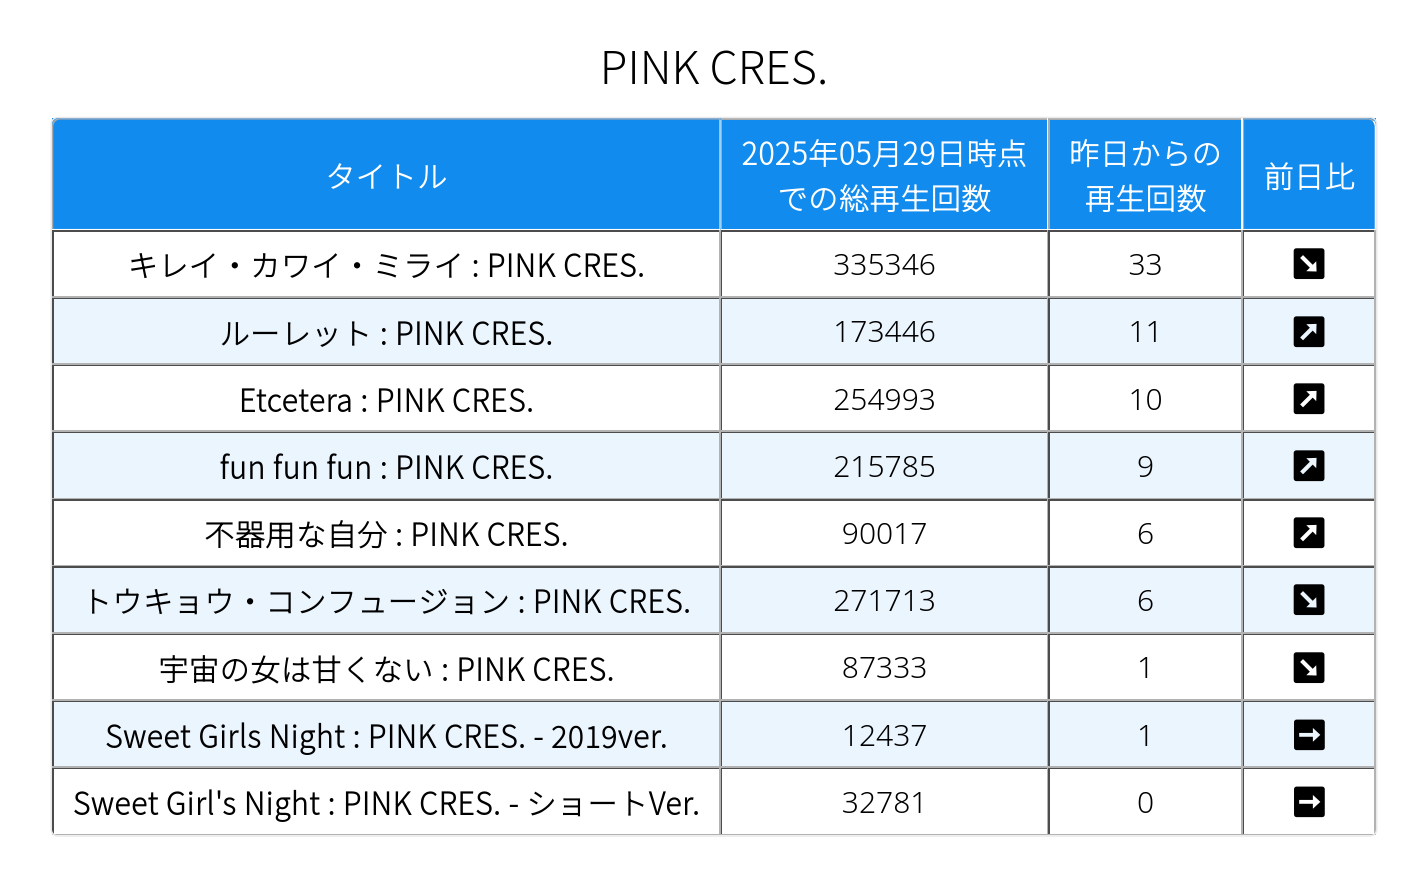 PINK CRES.
タイトル 2025年05月29日時点での総再生回数 昨日からの再生回数 前日比
キレイ・カワイ・ミライ : PINK CRES. 335346 33 ↘
ルーレット : PINK CRES. 173446 11 ↗
Etcetera : PINK CRES. 254993 10 ↗
fun fun fun : PINK CRES. 215785 9 ↗
不器用な自分 : PINK CRES. 90017 6 ↗
トウキョウ・コンフュージョン : PINK CRES. 271713 6 ↘
宇宙の女は甘くない : PINK CRES. 87333 1 ↘
Sweet Girls Night : PINK CRES. - 2019ver. 12437 1 →
Sweet Girl's Night : PINK CRES. - ショートVer. 32781 0 →